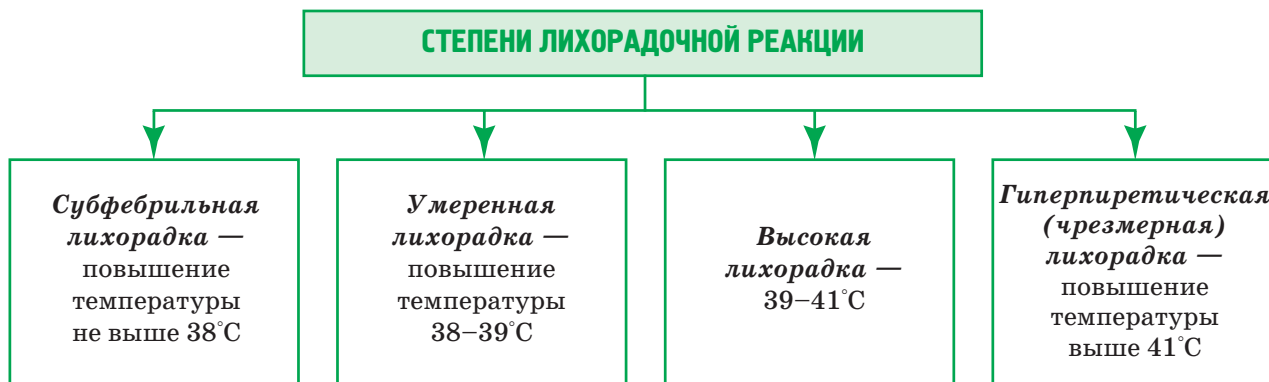 СТЕПЕНИ ЛИХОРАДОЧНОЙ РЕАКЦИИ
Субфебрильная
лихорадка —
повышение
температуры
не выше 38°С
Умеренная
лихорадка —
повышение
температуры
38–39°С
Высокая
лихорадка —
39–41°С
Гиперпиретическая
(чрезмерная)
лихорадка —
повышение
температуры
выше 41°С